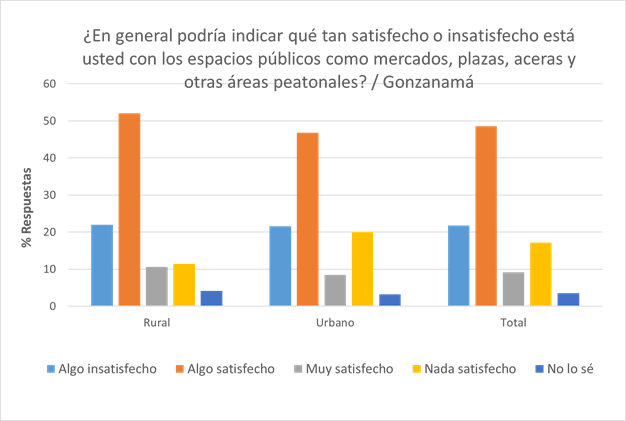 ¿En general podría indicar qué tan satisfecho o insatisfecho está
usted con los espacios públicos como mercados, plazas, aceras y
otras áreas peatonales? / Gonzanamá
60
50
40
30
20
10
0
% Respuestas
Rural Urbano Total
Algo insatisfecho Algo satisfecho Muy satisfecho Nada satisfecho No lo sé